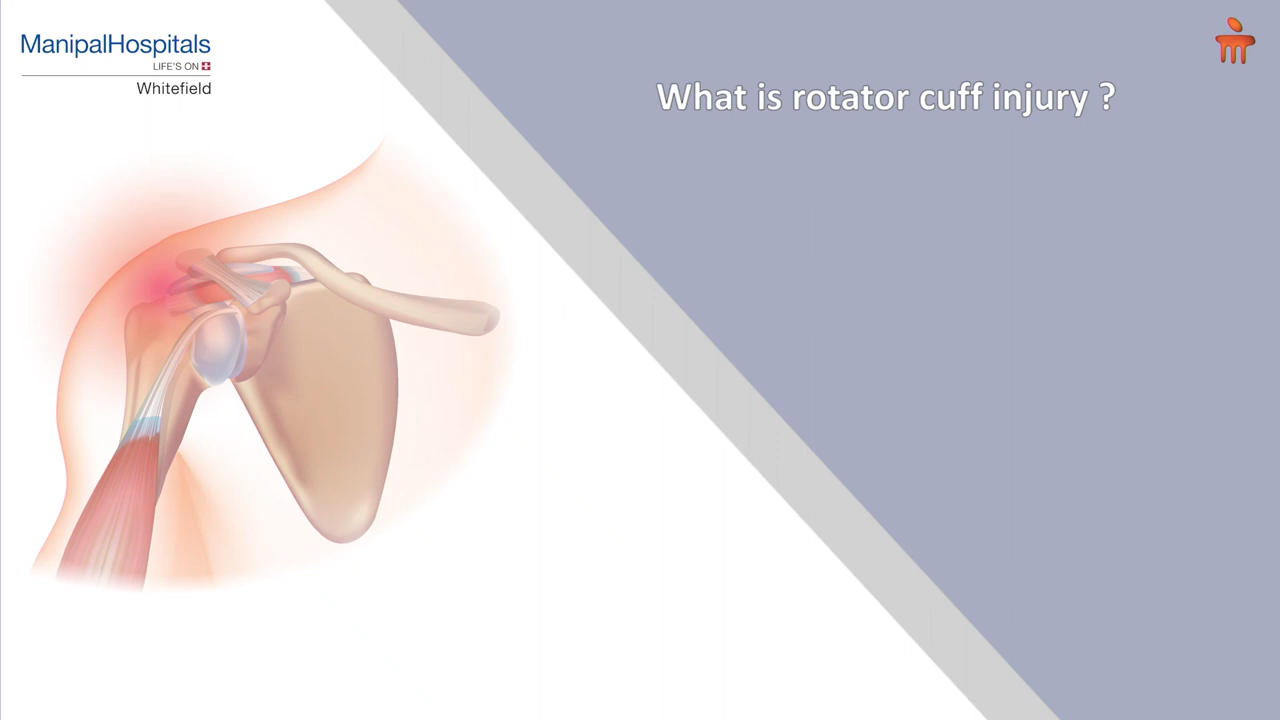 ManipalHospitals
LIFE'S ON
Whitefield
What is rotator cuff injury ?